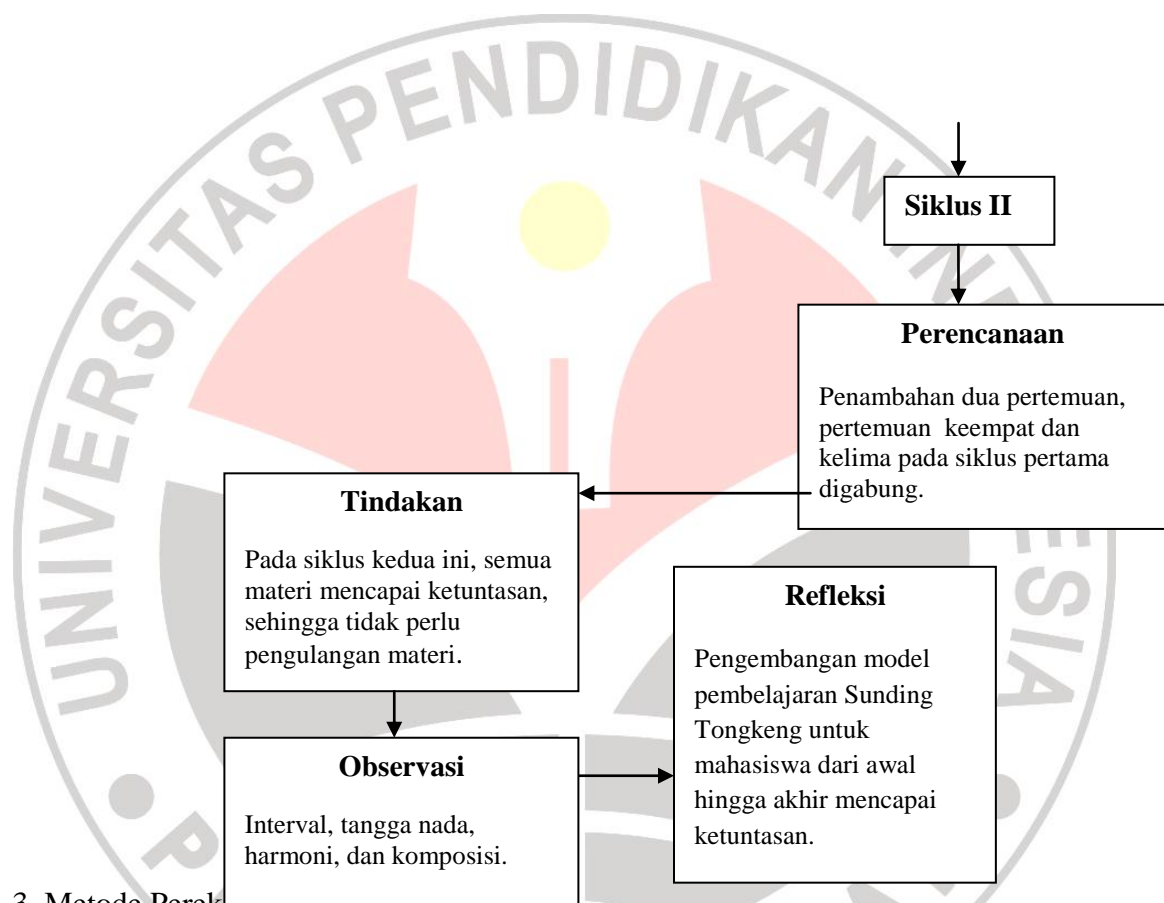 UNIVERSITAS PENDIDIKAN
Siklus II
Perencanaan
Penambahan dua pertemuan,
pertemuan keempat dan
kelima pada siklus pertama
digabung.
Tindakan
Pada siklus kedua ini, semua
materi mencapai ketuntasan,
sehingga tidak perlu
pengulangan materi.
Refleksi
Pengembangan model
pembelajaran Sunding
Tongkeng untuk
mahasiswa dari awal
hingga akhir mencapai
ketuntasan.
Observasi
Interval, tangga nada,
harmoni, dan komposisi.
3. Metode